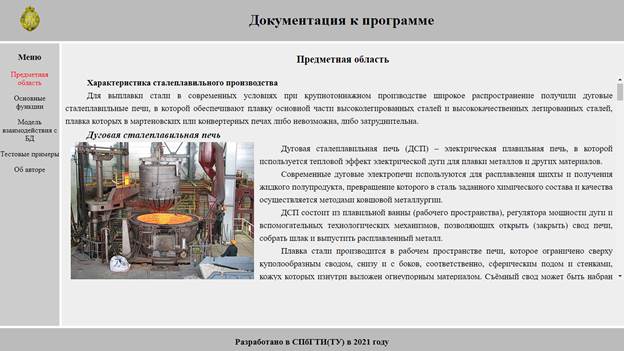 Документация к программе
Меню
Предметная
область
Основные
функции
Модель
взаимодействия с
БД
Тестовые примеры
Об авторе
Предметная область
Характеристика сталеплавильного производства
Для выплавки стали в современных условиях при крупнотоннажном производстве широкое распространение получили дуговые
сталеплавильные печи, в которой обеспечивают плавку основной части высоколегированных сталей и высококачественных легированных сталей,
плавка которых в мартеновских или конвертерных печах либо невозможна, либо затруднительна.
Дуговая сталеплавильная печь
Дуговая сталеплавильная печь (ДСП) – электрическая плавильная печь, в которой
используется тепловой эффект электрической дуги для плавки металлов и других материалов.
Современные дуговые электропечи используются для расплавления шихты и получения
жидкого полупродукта, превращение которого в сталь заданного химического состава и качества
осуществляется методами ковшовой металлургии.
ДСП состоит из плавильной ванны (рабочего пространства), регулятора мощности дуги и
вспомогательных технологических механизмов, позволяющих открыть (закрыть) свод печи,
собрать шлак и выпустить расплавленный металл.
Плавка стали производится в рабочем пространстве печи, которое ограничено сверху
куполообразным сводом, снизу и с боков, соответственно, сферическим подом и стенками,
кожух которых изнутри выложен огнеупорным материалом. Съёмный свод может быть набран
Разработано в СПбГТИ(ТУ) в 2021 году